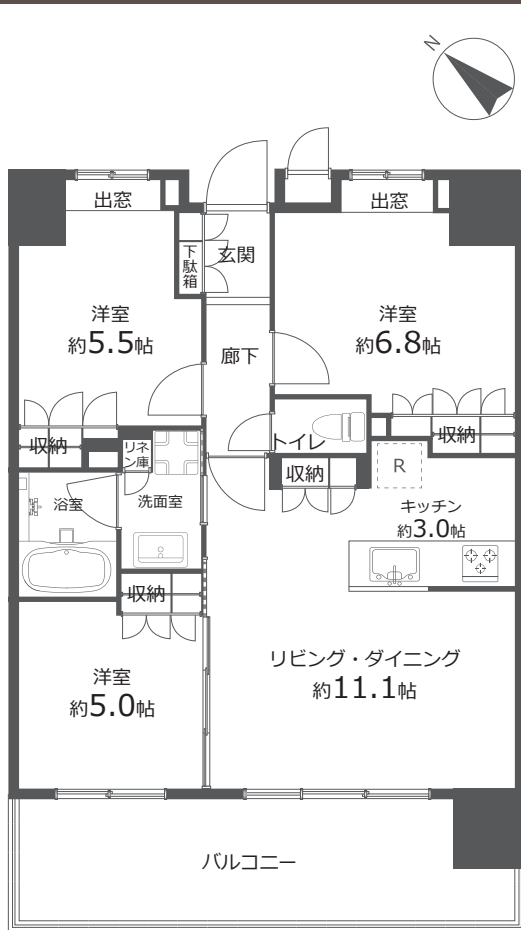 N
出窓
出窓
下駄箱
玄関
洋室
約5.5帖
洋室
約6.8帖
廊下
収納
リネン庫
トイレ
収納
収納
R
浴室
洗面室
キッチン
約3.0帖
収納
洋室
約5.0帖
リビング・ダイニング
約11.1帖
バルコニー